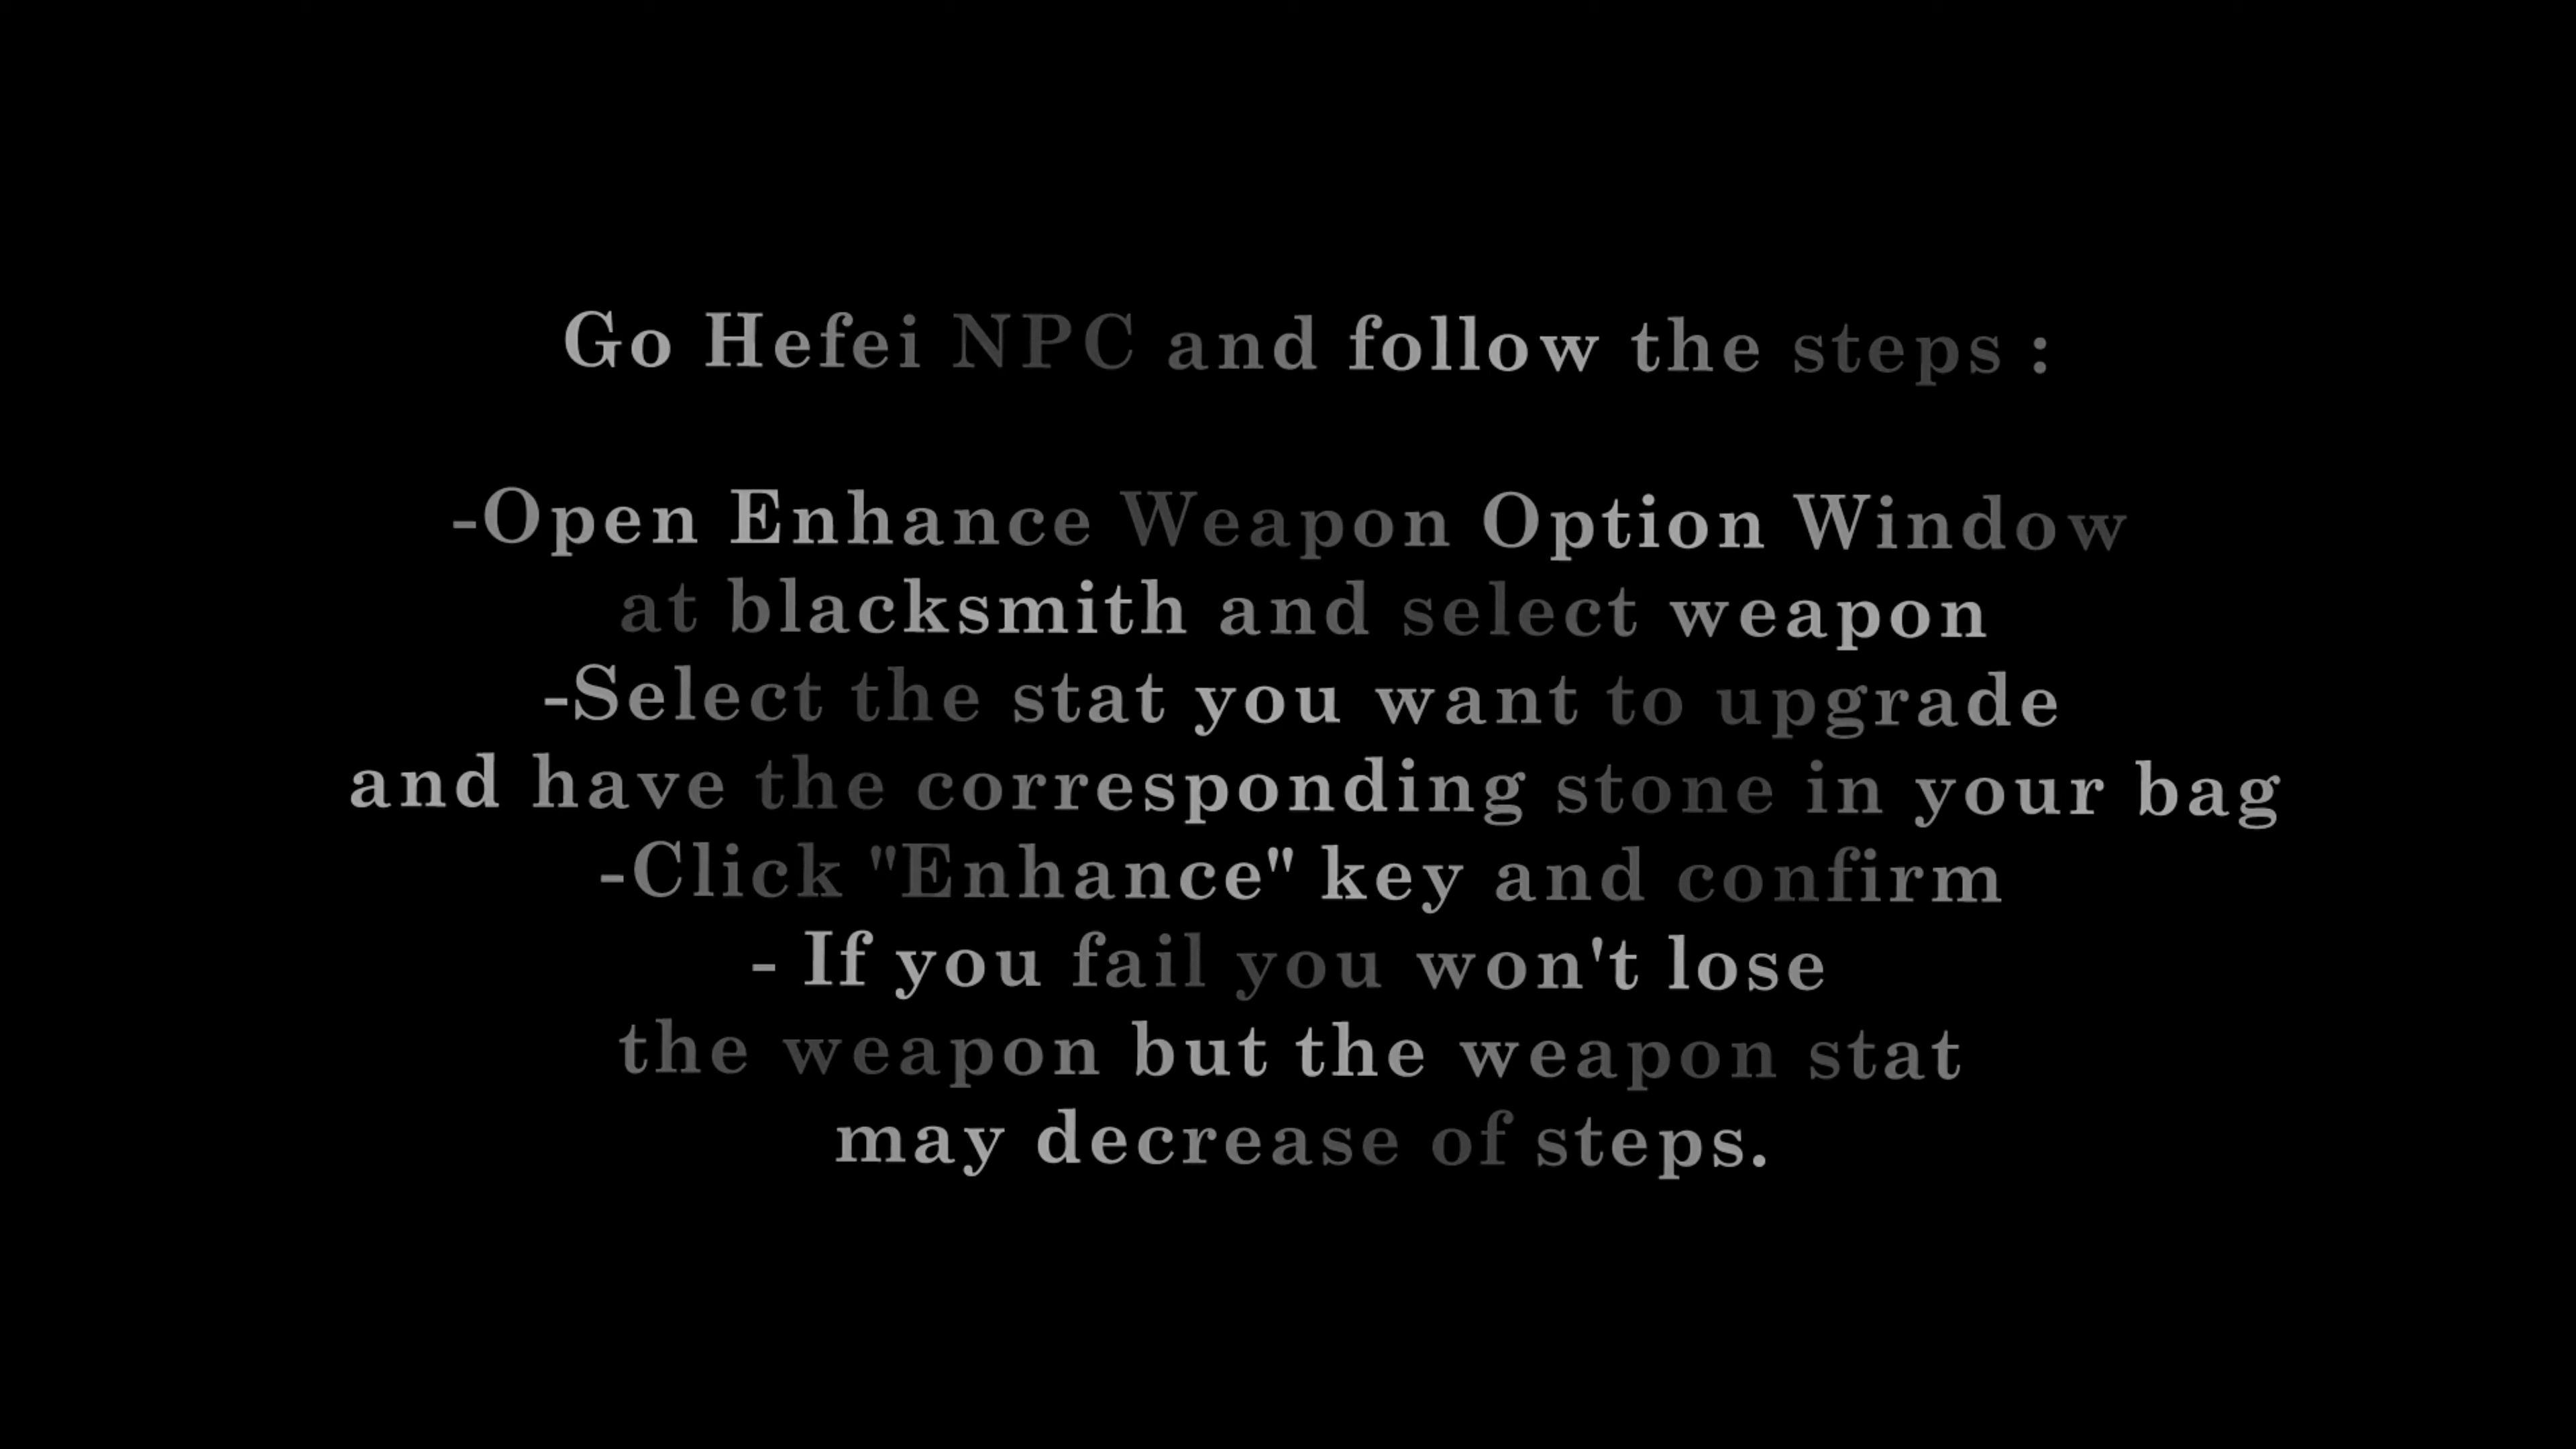 Go Hefei NPC and follow the steps :
-Open Enhance Weapon Option Window
at blacksmith and select weapon
-Select the stat you want to upgrade
and have the corresponding stone in your bag
-Click "Enhance" key and confirm
- If you fail you won't lose
the weapon but the weapon stat
may decrease of steps.